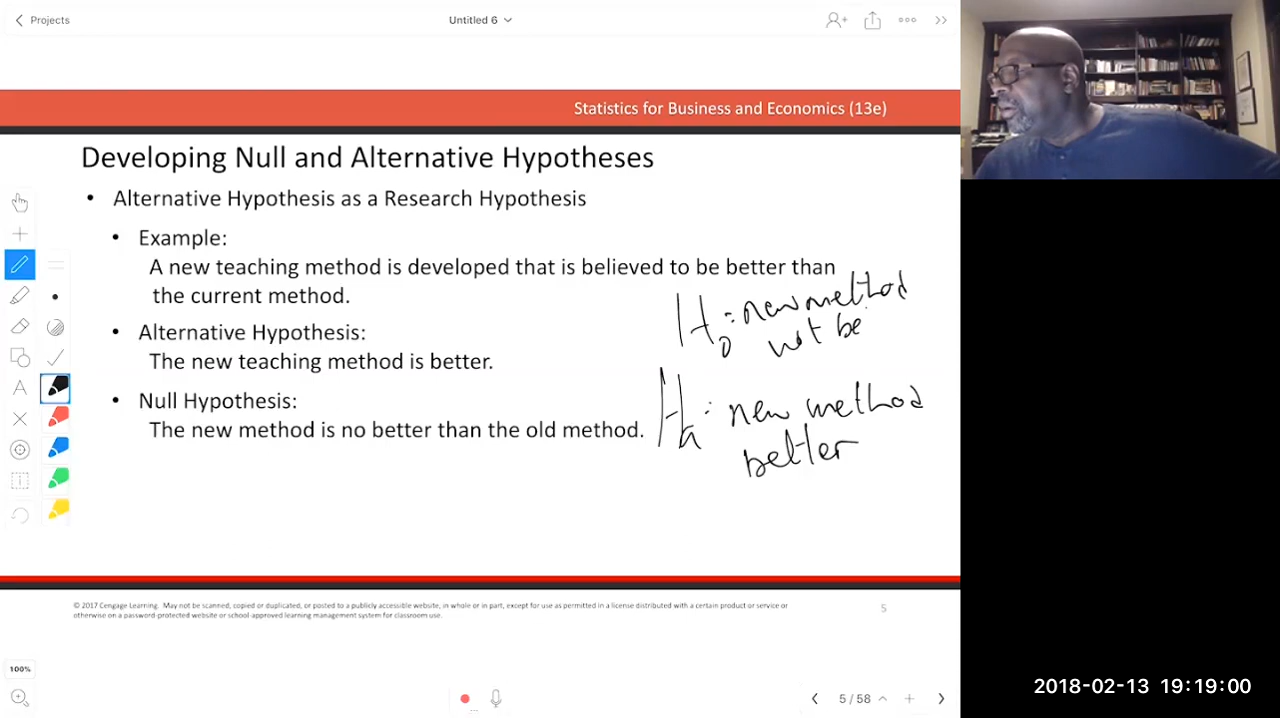 Projects
Untitled 6
Statistics for Business and Economics (13e)
Developing Null and Alternative Hypotheses
• Alternative Hypothesis as a Research Hypothesis
• Example:
A new teaching method is developed that is believed to be better than
the current method.
• Alternative Hypothesis:
The new teaching method is better.
• Null Hypothesis:
The new method is no better than the old method.
H0: new method
not be
Ha: new method
better
© 2017 Cengage Learning. May not be scanned, copied or duplicated, or posted to a publicly accessible website, in whole or in part, except for use as permitted in a license distributed with a certain product or service or
otherwise on a password-protected website or school-approved learning management system for classroom use.
5
100%
5 / 58
2018-02-13 19:19:00